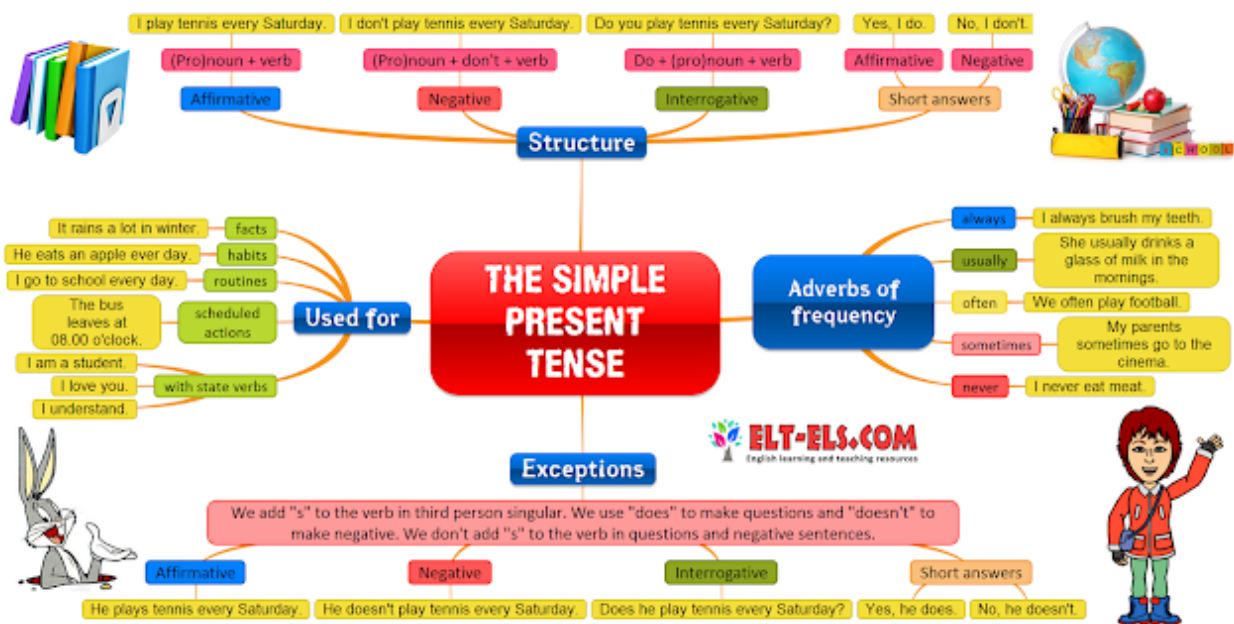 I play tennis every Saturday.
I don't play tennis every Saturday.
Do you play tennis every Saturday?
Yes, I do.
No, I don't.
(Pro)noun + verb
(Pro)noun + don't + verb
Do + (pro)noun + verb
Affirmative
Negative
Affirmative
Negative
Interrogative
Short answers
Structure
SCHOOL
It rains a lot in winter.
facts
He eats an apple ever day.
habits
I go to school every day.
routines
The bus
leaves at
08.00 o'clock.
scheduled
actions
I am a student.
I love you.
I understand.
with state verbs
Used for
THE SIMPLE
PRESENT
TENSE
Adverbs of
frequency
always
I always brush my teeth.
usually
She usually drinks a
glass of milk in the
mornings.
often
We often play football.
sometimes
My parents
sometimes go to the
cinema.
never
I never eat meat.
ELT-ELS.COM
English learning and teaching resources
Exceptions
We add "s" to the verb in third person singular. We use "does" to make questions and "doesn't" to
make negative. We don't add "s" to the verb in questions and negative sentences.
Affirmative
Negative
Interrogative
Short answers
He plays tennis every Saturday.
He doesn't play tennis every Saturday.
Does he play tennis every Saturday?
Yes, he does.
No, he doesn't.